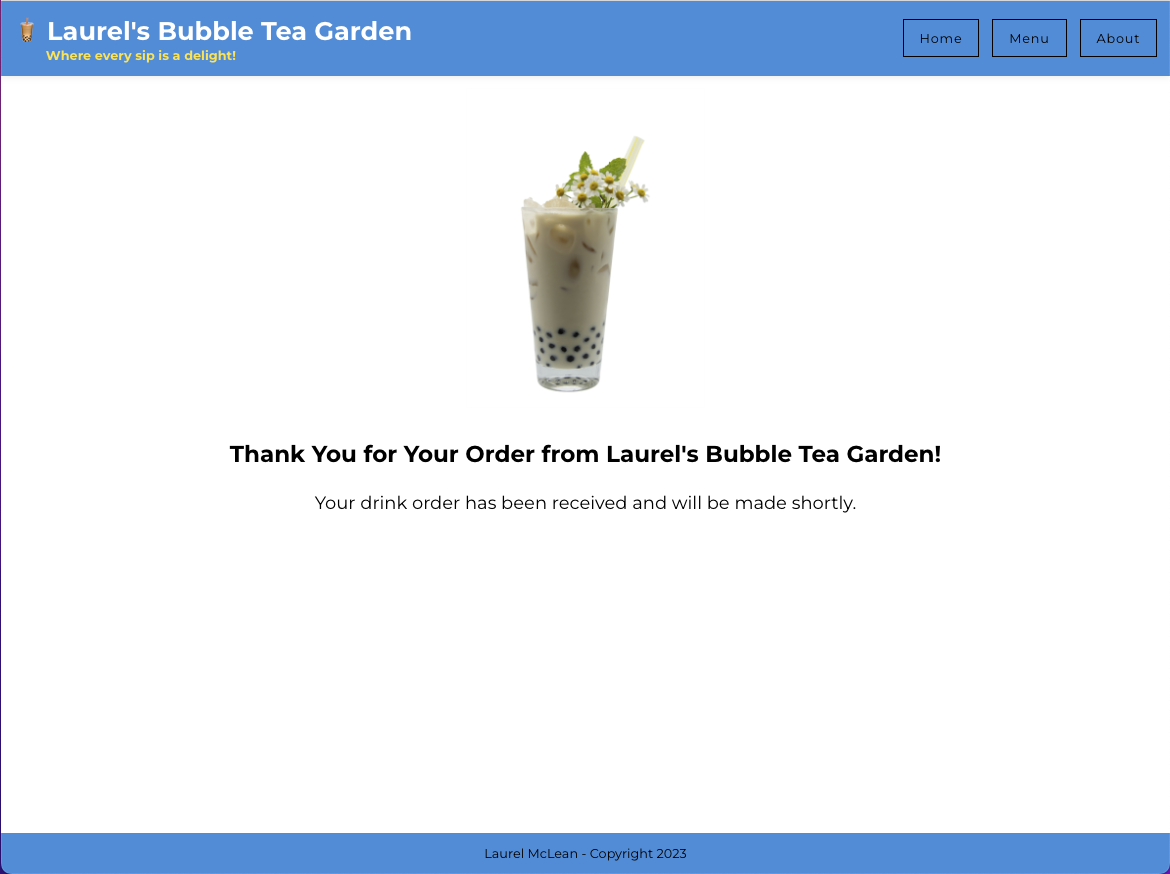 Laurel's Bubble Tea Garden
Where every sip is a delight!
Home
Menu
About
Thank You for Your Order from Laurel's Bubble Tea Garden!
Your drink order has been received and will be made shortly.
Laurel McLean - Copyright 2023